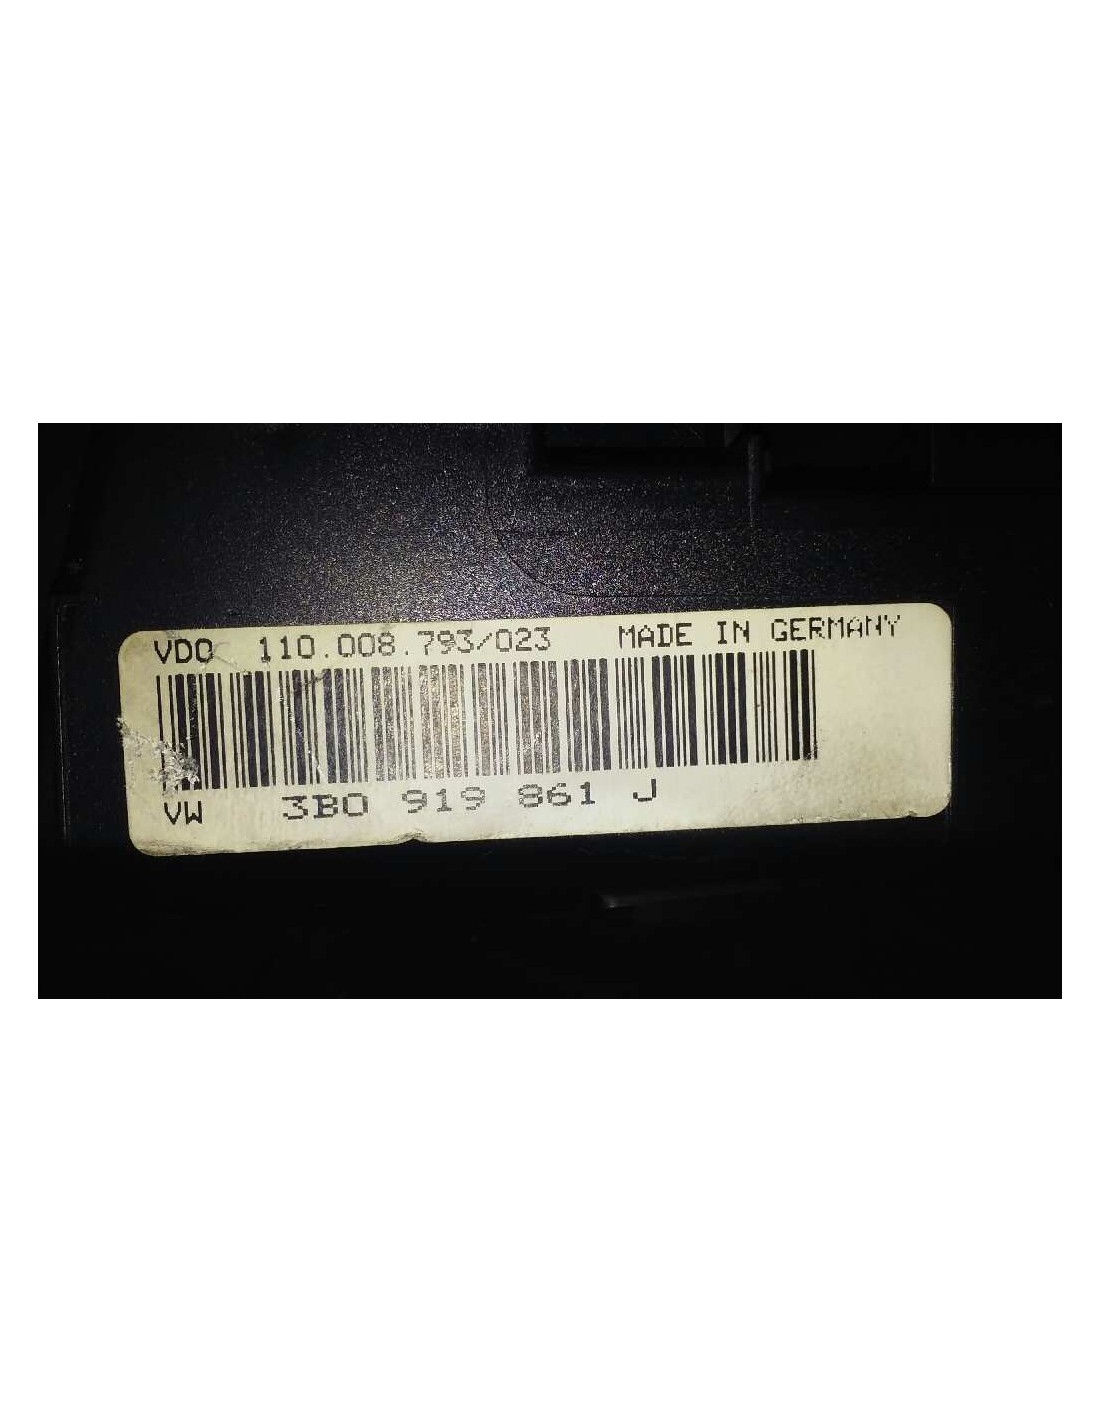 VDO 110.008.793/023 MADE IN GERMANY
VW 3B0 919 861 J